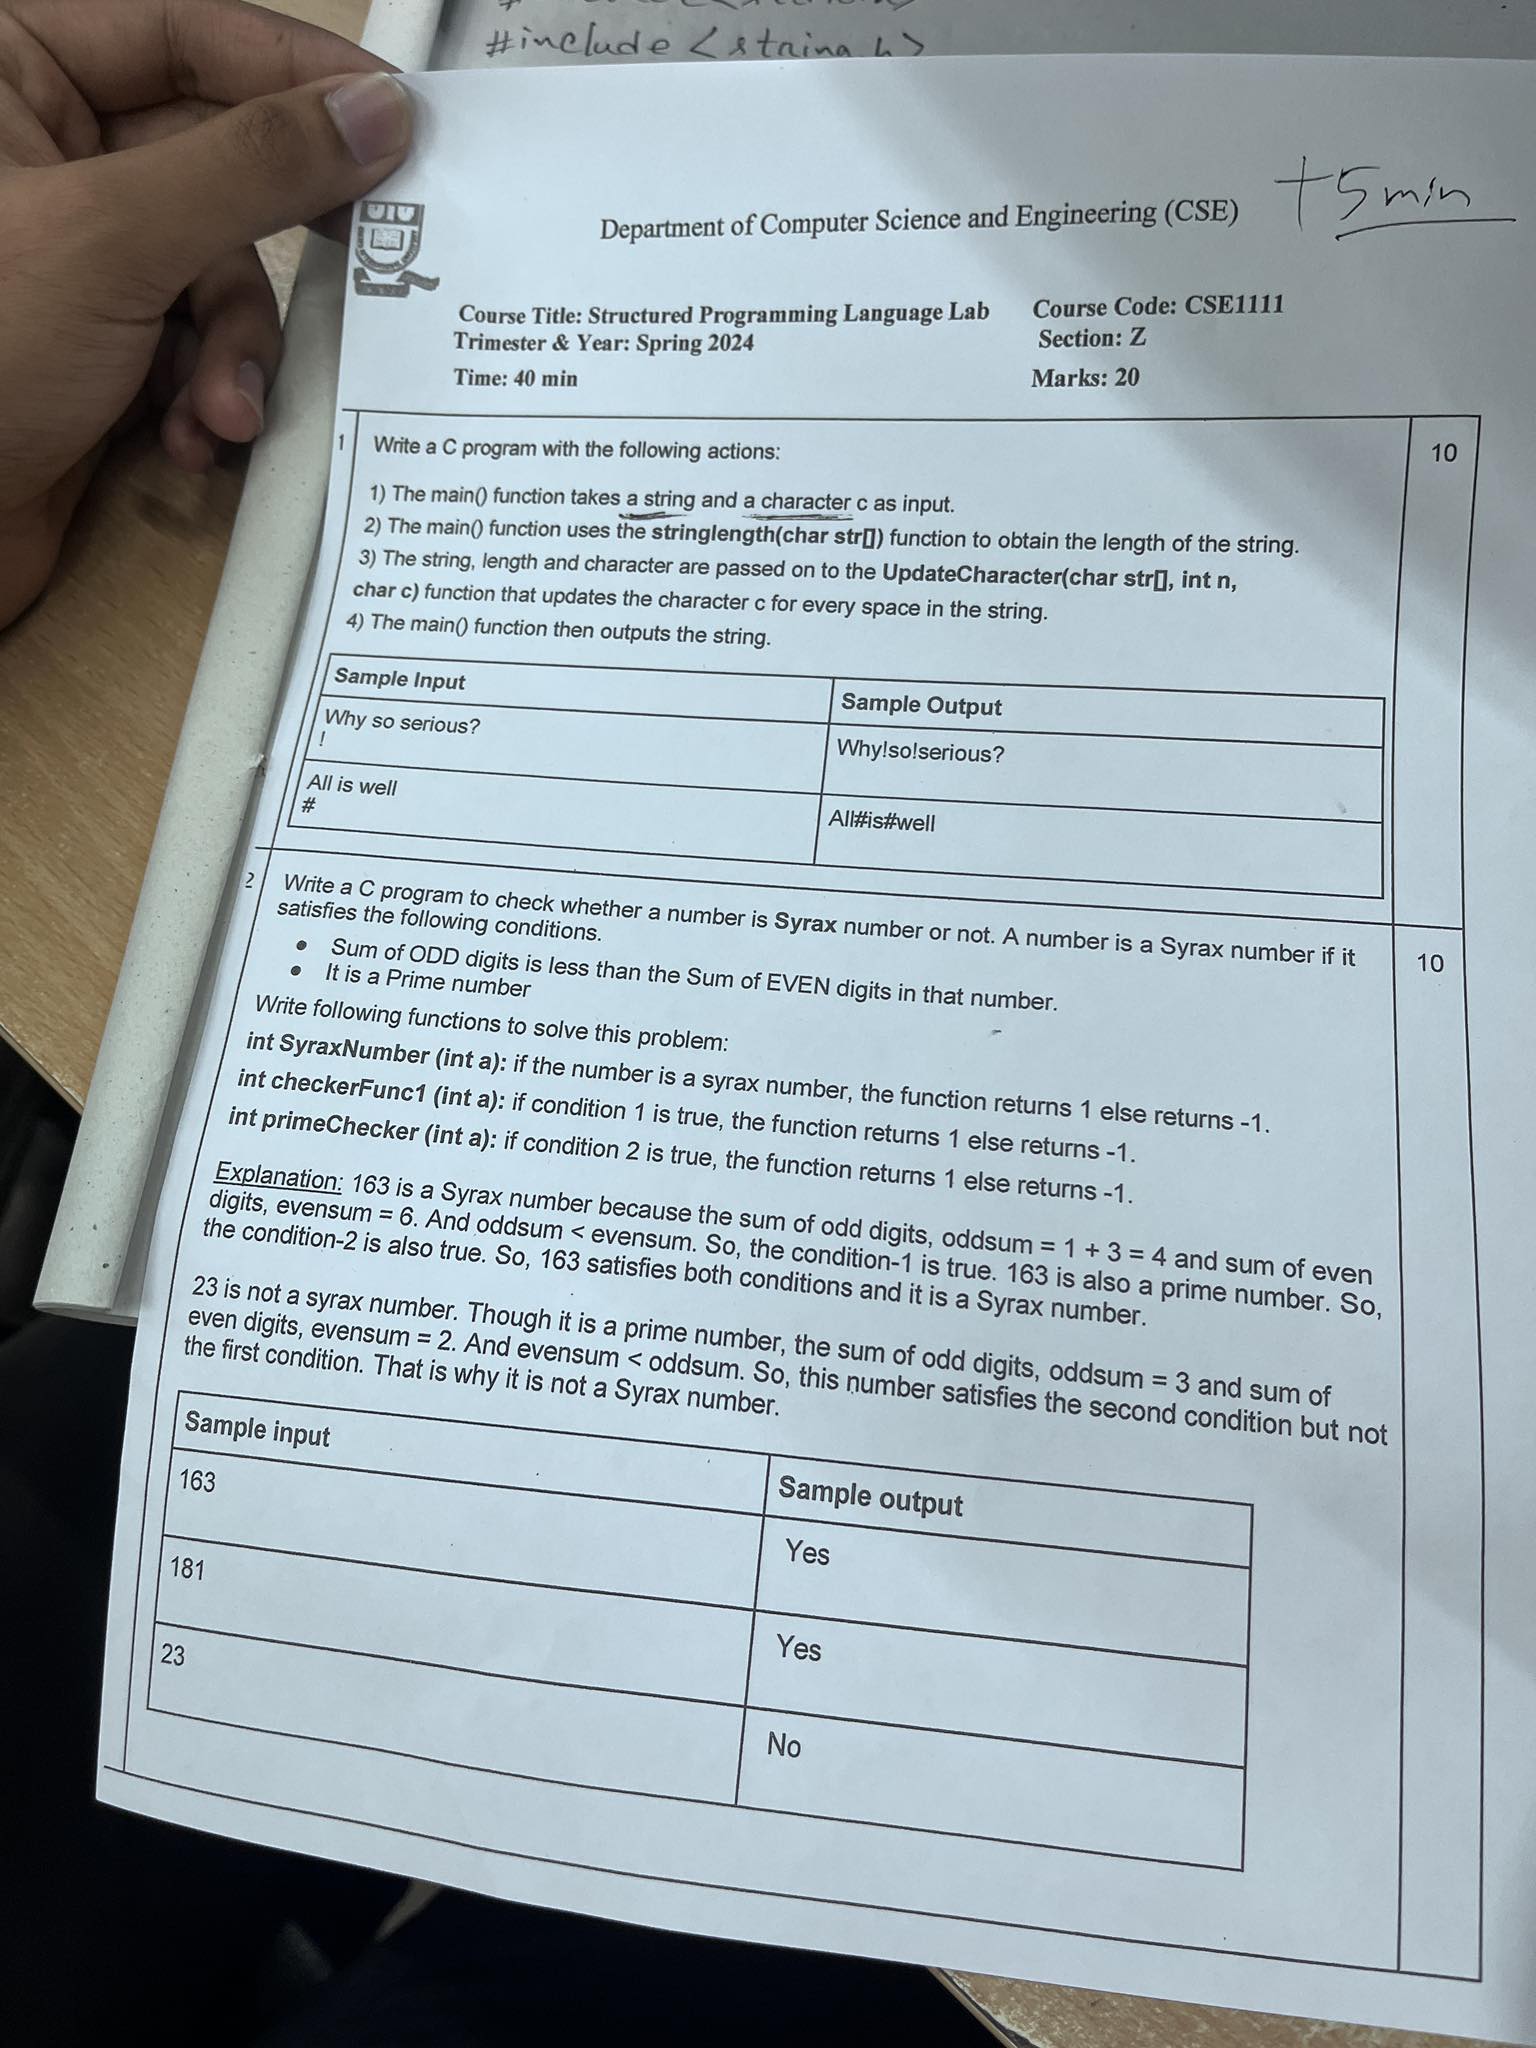 #include <string.h>
+5min
UIU
Department of Computer Science and Engineering (CSE)
Course Title: Structured Programming Language Lab Course Code: CSE1111
Trimester & Year: Spring 2024 Section: Z
Time: 40 min Marks: 20
1 Write a C program with the following actions: 10
1) The main() function takes a string and a character c as input.
2) The main() function uses the stringlength(char str[]) function to obtain the length of the string.
3) The string, length and character are passed on to the UpdateCharacter(char str[], int n,
char c) function that updates the character c for every space in the string.
4) The main() function then outputs the string.
Sample Input Sample Output
Why so serious? Why!so!serious?
!
All is well All#is#well
#
2 Write a C program to check whether a number is Syrax number or not. A number is a Syrax number if it 10
satisfies the following conditions.
• Sum of ODD digits is less than the Sum of EVEN digits in that number.
• It is a Prime number
Write following functions to solve this problem:
int SyraxNumber (int a): if the number is a syrax number, the function returns 1 else returns -1.
int checkerFunc1 (int a): if condition 1 is true, the function returns 1 else returns -1.
int primeChecker (int a): if condition 2 is true, the function returns 1 else returns -1.
Explanation: 163 is a Syrax number because the sum of odd digits, oddsum = 1 + 3 = 4 and sum of even
digits, evensum = 6. And oddsum < evensum. So, the condition-1 is true. 163 is also a prime number. So,
the condition-2 is also true. So, 163 satisfies both conditions and it is a Syrax number.
23 is not a syrax number. Though it is a prime number, the sum of odd digits, oddsum = 3 and sum of
even digits, evensum = 2. And evensum < oddsum. So, this number satisfies the second condition but not
the first condition. That is why it is not a Syrax number.
Sample input Sample output
163 Yes
181 Yes
23 No